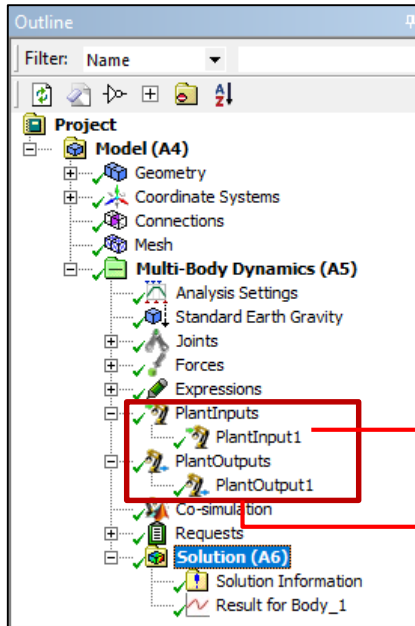 Outline
Filter: Name
Project
Model (A4)
Geometry
Coordinate Systems
Connections
Mesh
Multi-Body Dynamics (A5)
Analysis Settings
Standard Earth Gravity
Joints
Forces
Expressions
PlantInputs
PlantInput1
PlantOutputs
PlantOutput1
Co-simulation
Requests
Solution (A6)
Solution Information
Result for Body_1